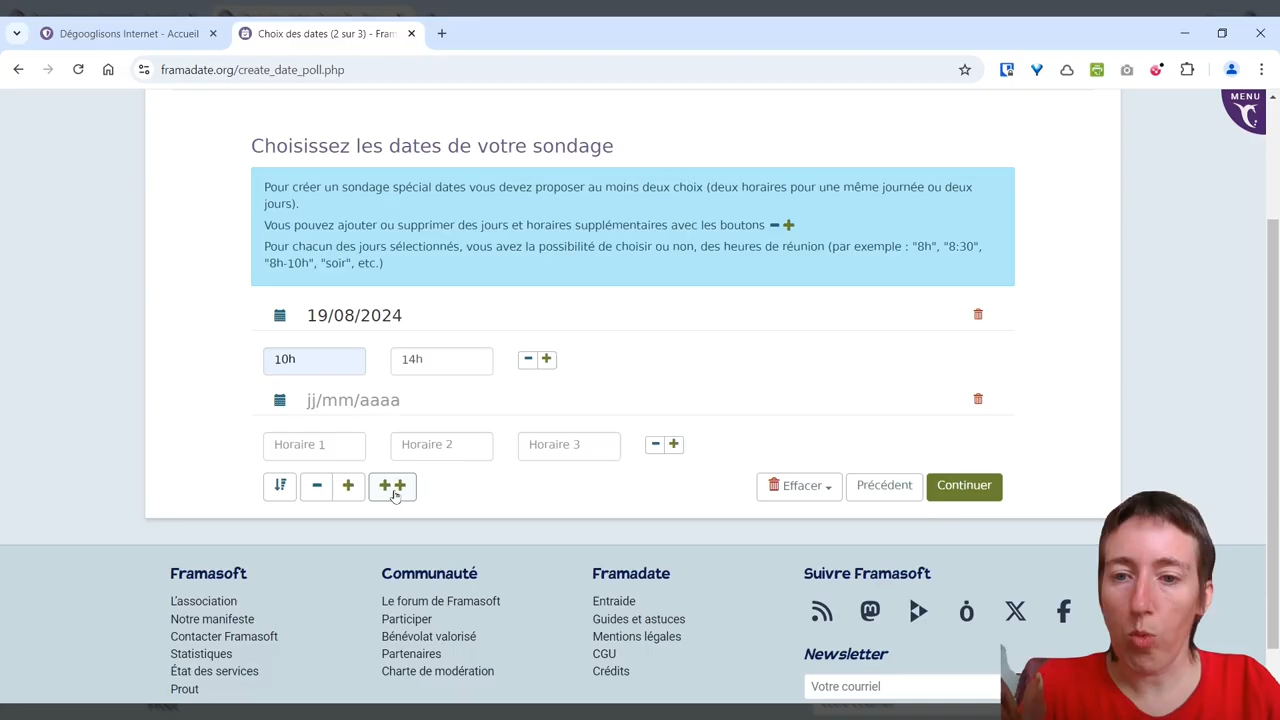 Dégooglisons Internet - Accueil
Choix des dates (2 sur 3) - Fram
framadate.org/create_date_poll.php
MENU
Choisissez les dates de votre sondage
Pour créer un sondage spécial dates vous devez proposer au moins deux choix (deux horaires pour une même journée ou deux
jours).
Vous pouvez ajouter ou supprimer des jours et horaires supplémentaires avec les boutons
Pour chacun des jours sélectionnés, vous avez la possibilité de choisir ou non, des heures de réunion (par exemple : "8h", "8:30",
"8h-10h", "soir", etc.)
19/08/2024
10h 14h
jj/mm/aaaa
Horaire 1 Horaire 2 Horaire 3
Effacer Précédent Continuer
Framasoft Communauté Framadate Suivre Framasoft
L'association Le forum de Framasoft Entraide
Notre manifeste Participer Guides et astuces
Contacter Framasoft Bénévolat valorisé Mentions légales
Statistiques Partenaires CGU Newsletter
État des services Charte de modération Crédits
Prout Votre courriel